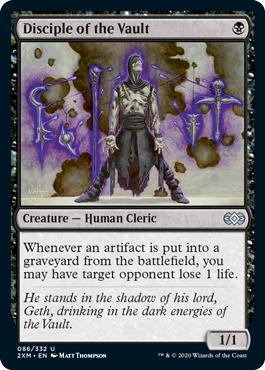 Disciple of the Vault
Creature — Human Cleric
Whenever an artifact is put into a
graveyard from the battlefield, you
may have target opponent lose 1 life.
He stands in the shadow of his lord,
Geth, drinking in the dark energies of
the Vault.
1/1
086/332 U
2XM • EN Matt Thompson
™ & © 2020 Wizards of the Coast